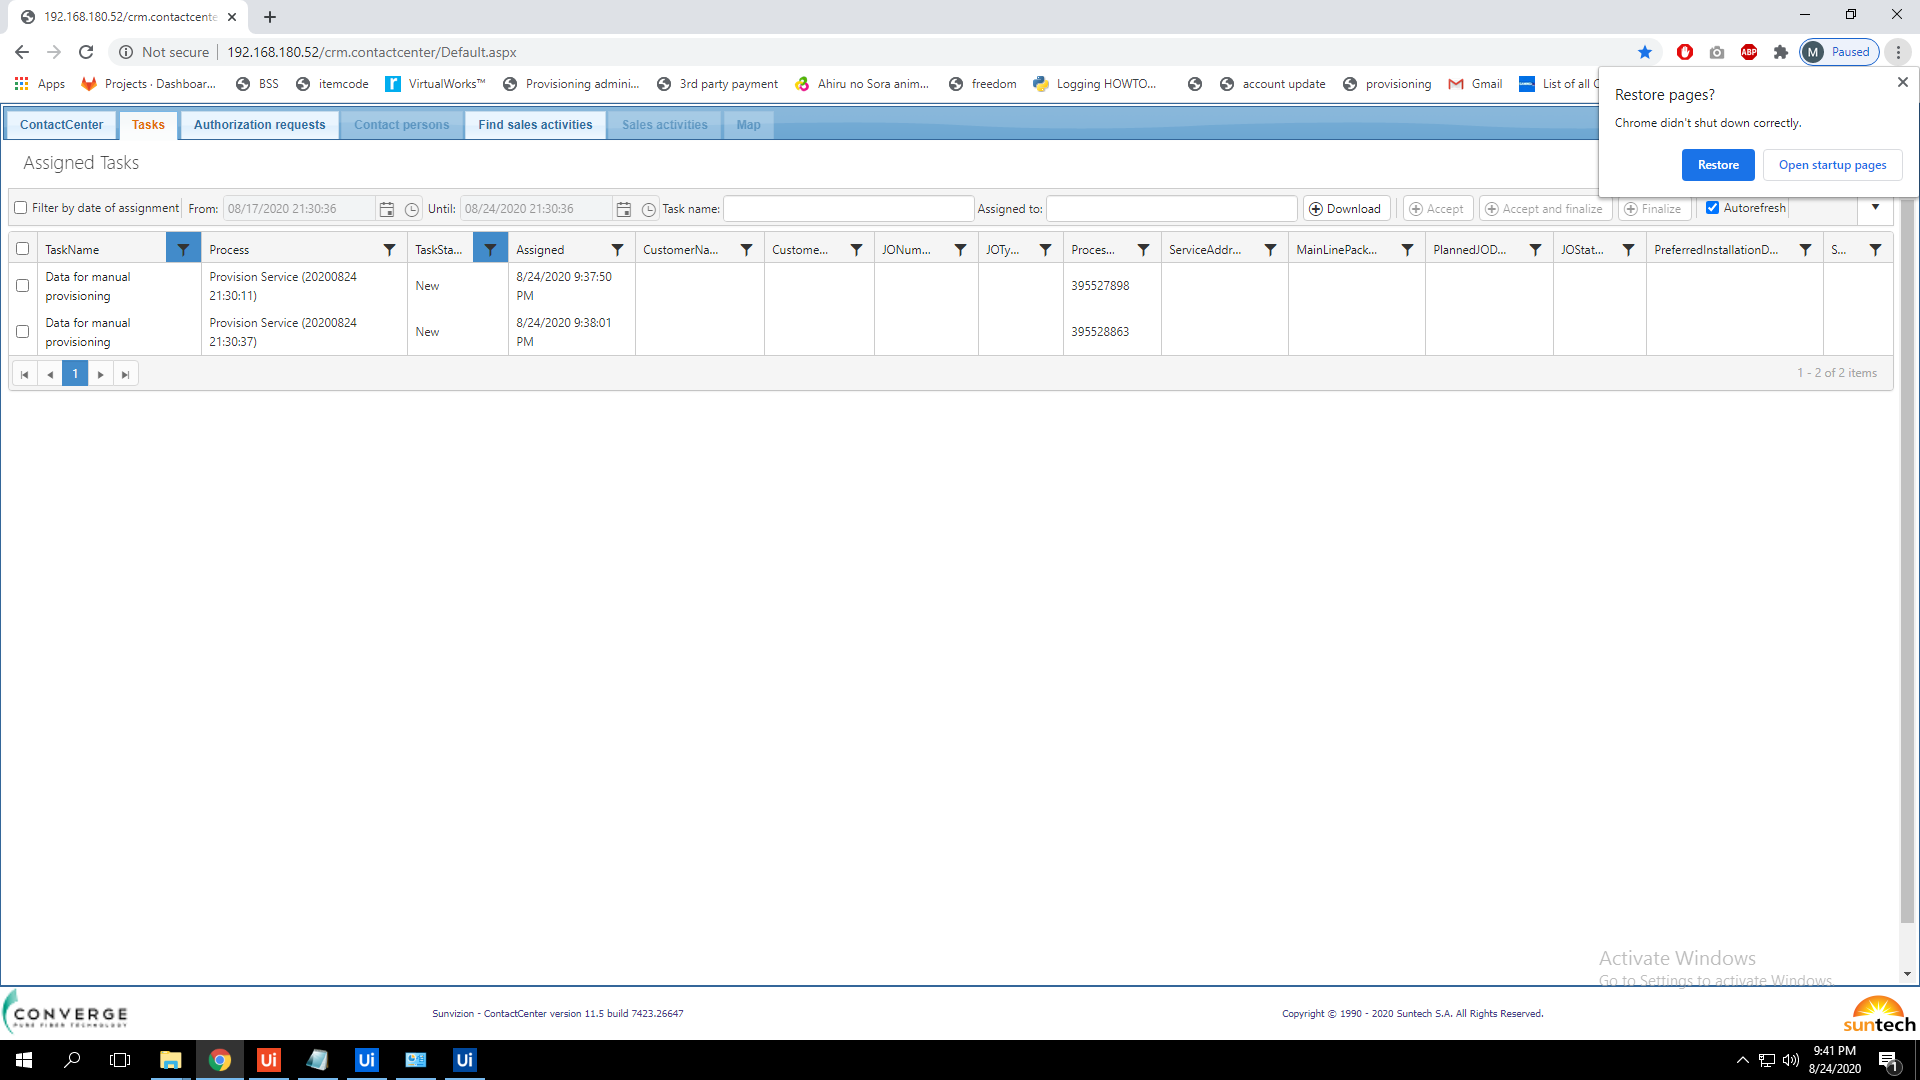 192.168.180.52/crm.contactcente
Not secure
192.168.180.52/crm.contactcenter/Default.aspx
ABP
M Paused
Apps Projects · Dashboar... BSS itemcode VirtualWorks™ Provisioning admini... 3rd party payment Ahiru no Sora anim... freedom Logging HOWTO... account update provisioning Gmail List of all C
Restore pages?
Chrome didn't shut down correctly.
Restore Open startup pages
ContactCenter Tasks Authorization requests Contact persons Find sales activities Sales activities Map
Assigned Tasks
Filter by date of assignment From: 08/17/2020 21:30:36 Until: 08/24/2020 21:30:36 Task name: Assigned to: Download Accept Accept and finalize Finalize Autorefresh
TaskName Process TaskSta... Assigned CustomerNa... Custome... JONum... JOTy... Proces... ServiceAddr... MainLinePack... PlannedJOD... JOStat... PreferredInstallationD... S...
Data for manual provisioning Provision Service (20200824 21:30:11) New 8/24/2020 9:37:50 PM 395527898
Data for manual provisioning Provision Service (20200824 21:30:37) New 8/24/2020 9:38:01 PM 395528863
1
1 - 2 of 2 items
Activate Windows
Go to Settings to activate Windows.
CONVERGE
PURE FIBER TECHNOLOGY
Sunvizion - ContactCenter version 11.5 build 7423.26647
Copyright © 1990 - 2020 Suntech S.A. All Rights Reserved.
suntech
Ui Ui Ui
9:41 PM
8/24/2020
1